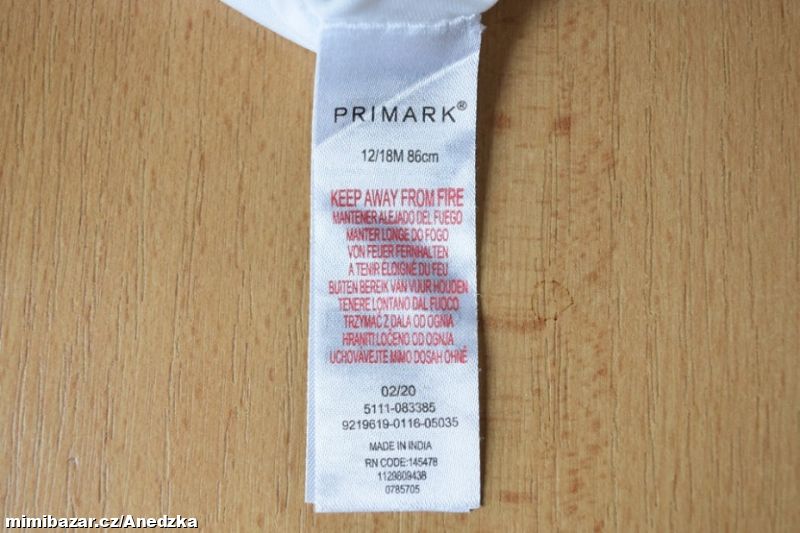 PRIMARK®
12/18M 86cm
KEEP AWAY FROM FIRE
MANTENER ALEJADO DEL FUEGO
MANTER LONGE DO FOGO
VON FEUER FERNHALTEN
A TENIR ÉLOIGNÉ DU FEU
BUITEN BEREIK VAN VUUR HOUDEN
TENERE LONTANO DAL FUOCO
TRZYMAĆ Z DALA OD OGNIA
HRANITI LOČENO OD OGNJA
UCHOVÁVEJTE MIMO DOSAH OHNĚ
02/20
5111-083385
9219619-0116-05035
MADE IN INDIA
RN CODE:145478
1129809438
0785705
mimibazar.cz/Anedzka